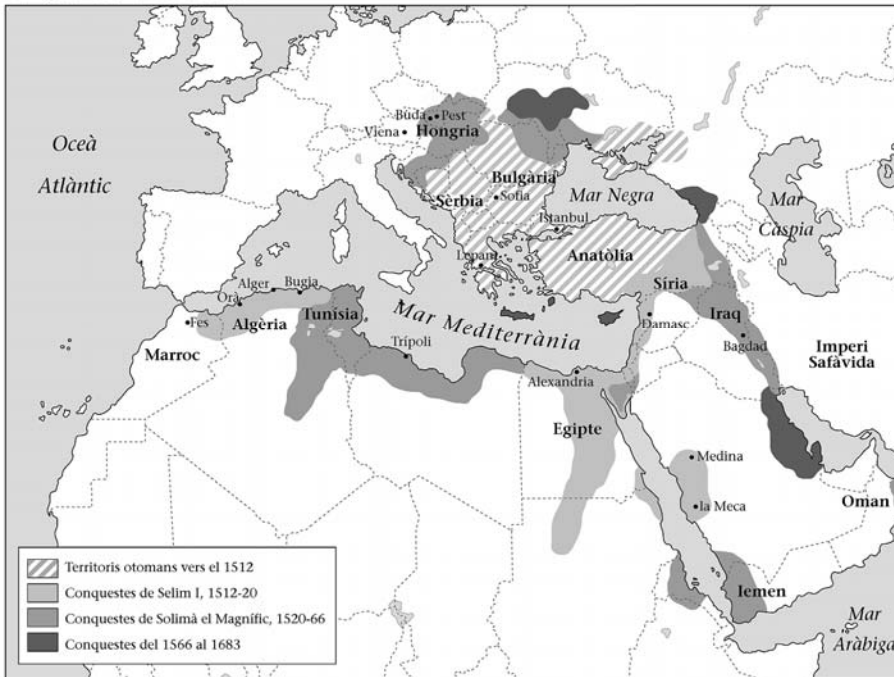 Oceà
Atlàntic
Buda
Pest
Viena
Hongria
Bulgària
Sèrbia
Sofia
Mar Negra
Mar
Càspia
Istanbul
Lepant
Anatòlia
Alger
Bugia
Orà
Tunísia
Síria
Fes
Algèria
Mar Mediterrània
Iraq
Damasc
Marroc
Bagdad
Imperi
Safàvida
Trípoli
Alexandria
Egipte
Medina
la Meca
Oman
Iemen
Mar
Aràbiga
Territoris otomans vers el 1512
Conquestes de Selim I, 1512-20
Conquestes de Solimà el Magnífic, 1520-66
Conquestes del 1566 al 1683